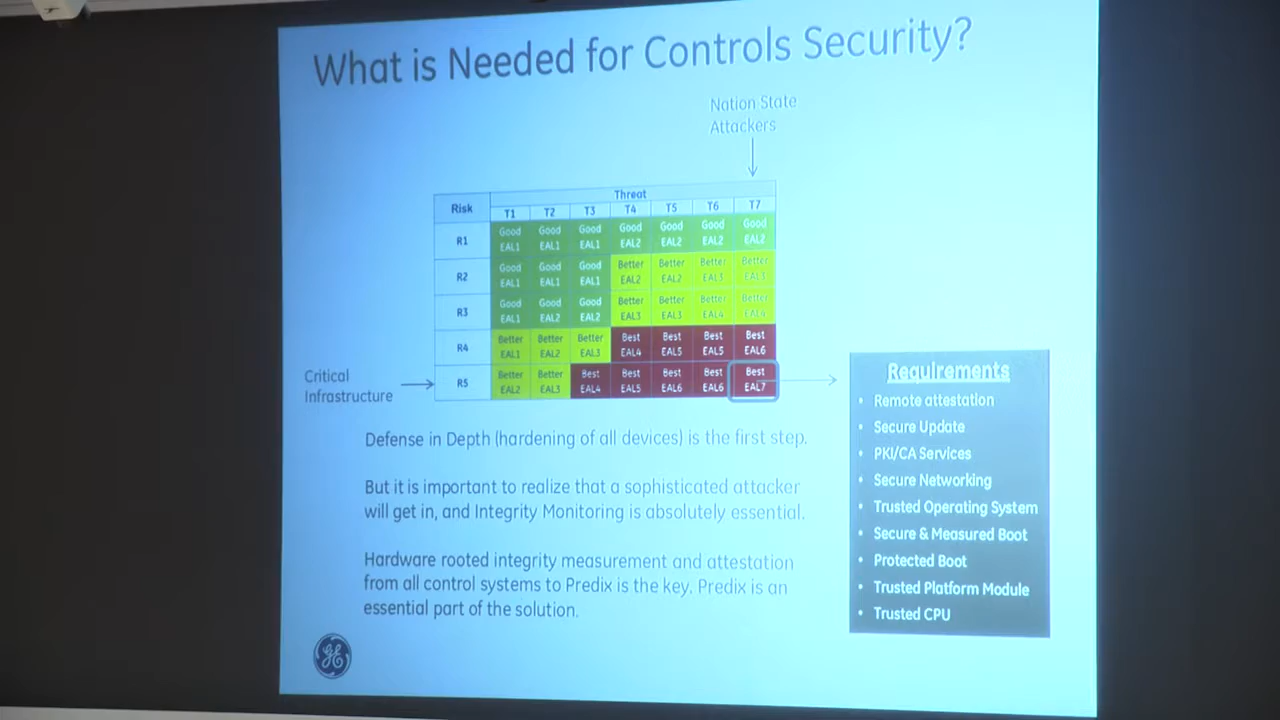 What is Needed for Controls Security?
Nation State
Attackers
Risk
Threat
T1 T2 T3 T4 T5 T6 T7
R1
Good Good Good Good Good Good Good
EAL1 EAL1 EAL1 EAL2 EAL2 EAL2 EAL2
R2
Good Good Good Better Better Better Better
EAL1 EAL1 EAL1 EAL2 EAL2 EAL3 EAL3
R3
Good Good Good Better Better Better Better
EAL1 EAL2 EAL2 EAL3 EAL3 EAL4 EAL4
R4
Better Better Better Best Best Best Best
EAL1 EAL2 EAL3 EAL4 EAL5 EAL5 EAL6
R5
Better Better Best Best Best Best Best
EAL2 EAL3 EAL4 EAL5 EAL6 EAL6 EAL7
Critical
Infrastructure
Defense in Depth (hardening of all devices) is the first step.
But it is important to realize that a sophisticated attacker
will get in, and Integrity Monitoring is absolutely essential.
Hardware rooted integrity measurement and attestation
from all control systems to Predix is the key. Predix is an
essential part of the solution.
Requirements
• Remote attestation
• Secure Update
• PKI/CA Services
• Secure Networking
• Trusted Operating System
• Secure & Measured Boot
• Protected Boot
• Trusted Platform Module
• Trusted CPU
GE